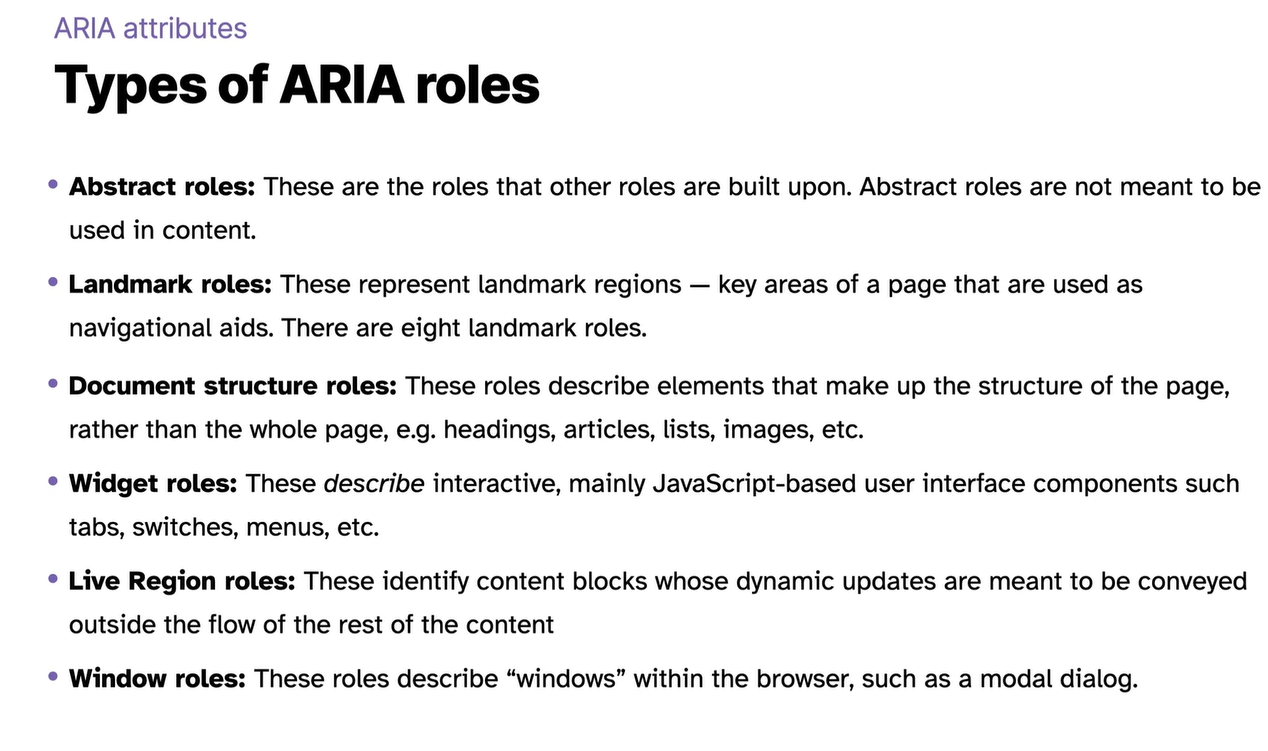 ARIA attributes
Types of ARIA roles
• Abstract roles: These are the roles that other roles are built upon. Abstract roles are not meant to be
used in content.
• Landmark roles: These represent landmark regions — key areas of a page that are used as
navigational aids. There are eight landmark roles.
• Document structure roles: These roles describe elements that make up the structure of the page,
rather than the whole page, e.g. headings, articles, lists, images, etc.
• Widget roles: These describe interactive, mainly JavaScript-based user interface components such
tabs, switches, menus, etc.
• Live Region roles: These identify content blocks whose dynamic updates are meant to be conveyed
outside the flow of the rest of the content
• Window roles: These roles describe “windows” within the browser, such as a modal dialog.